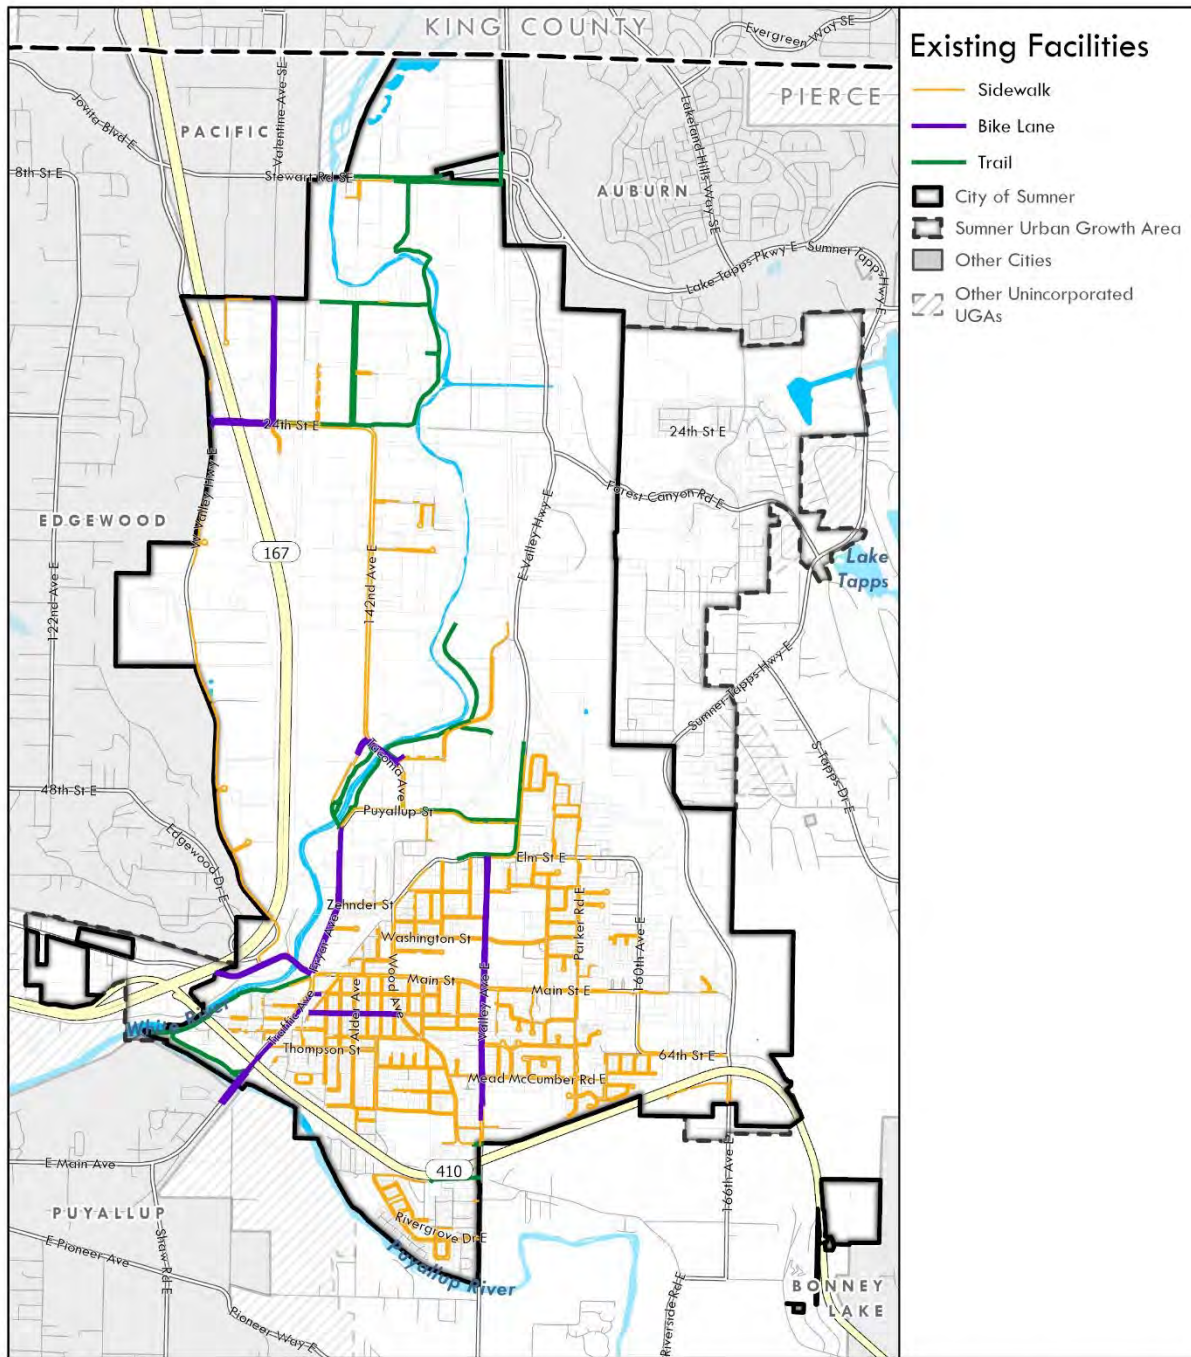 KING COUNTY
Evergreen Way SE
Existing Facilities
Sidewalk
Bike Lane
Trail
City of Sumner
Sumner Urban Growth Area
Other Cities
Other Unincorporated
UGAs
PIERCE
Jovita Blvd E
Valentine Ave SE
PACIFIC
Lakeland Hills Way SE
8th St E
Stewart Rd SE
AUBURN
Lake Tapps Pkwy E
Sumner Tapps Hwy E
24th St E
24th St E
W Valley Hwy E
Forest Canyon Rd E
EDGEWOOD
E Valley Hwy E
167
Lake
Tapps
122nd Ave E
142nd Ave E
Sumner Tapps Hwy E
S Tapps Dr E
Tacoma Ave
48th St E
Puyallup St
Edgewood Dr E
Elm St E
Zehnder St
Parker Rd E
Fryar Ave
Washington St
160th Ave E
Wood Ave
Main St
Main St E
Valley Ave E
Alder Ave
White River
Traffic Ave
Thompson St
64th St E
Mead McCumber Rd E
E Main Ave
410
166th Ave E
PUYALLUP
Shaw Rd E
Rivergrove Dr E
E Pioneer Ave
Puyallup River
Riverside Rd E
BONNEY
LAKE
Pioneer Way E